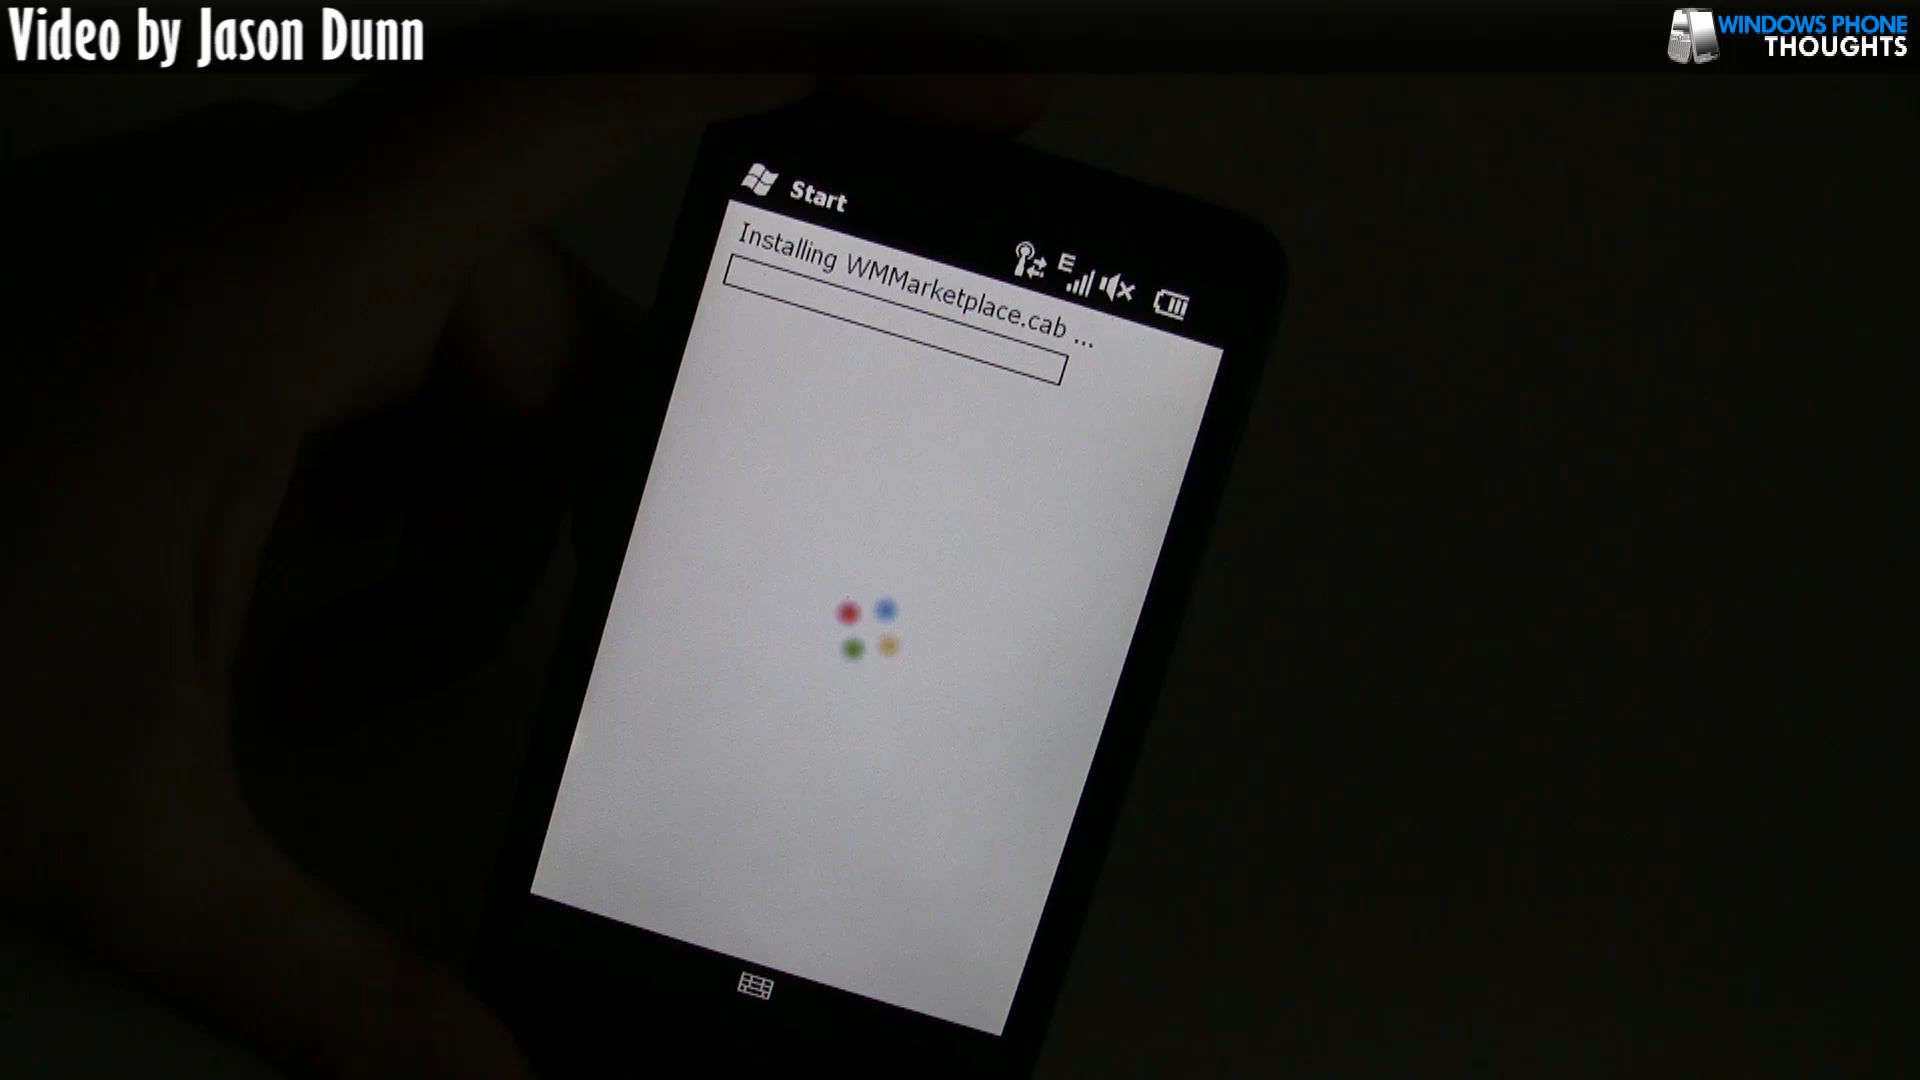 Video by Jason Dunn
WINDOWS PHONE
THOUGHTS
Start
E
Installing WMMarketplace.cab ...